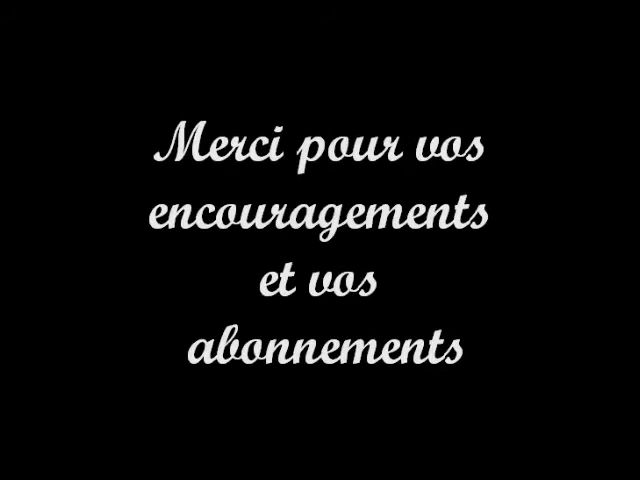 Merci pour vos
encouragements
et vos
abonnements